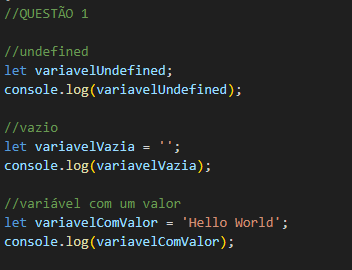 //QUESTÃO 1
//undefined
let variavelUndefined;
console.log(variavelUndefined);
//vazio
let variavelVazia = '';
console.log(variavelVazia);
//variável com um valor
let variavelComValor = 'Hello World';
console.log(variavelComValor);